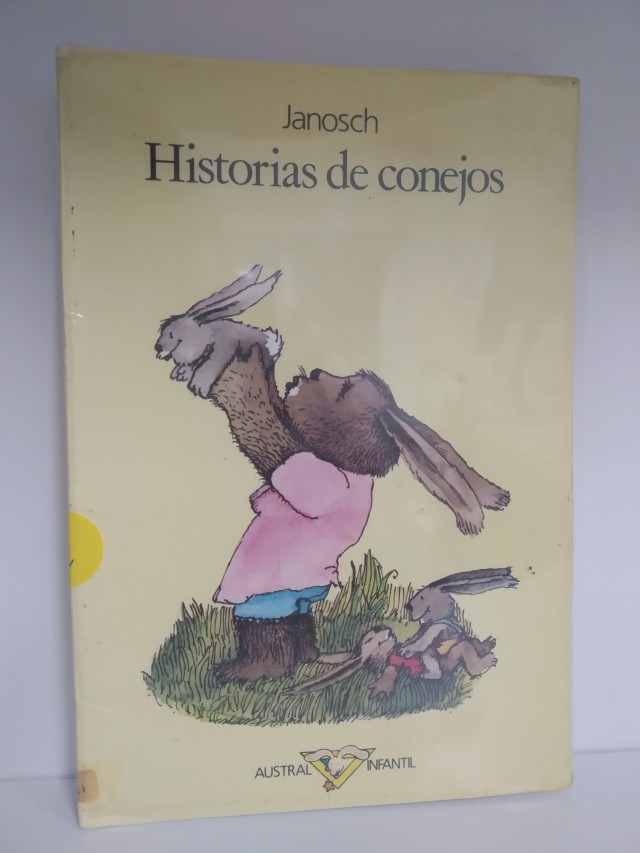 Janosch
Historias de conejos
AUSTRAL INFANTIL